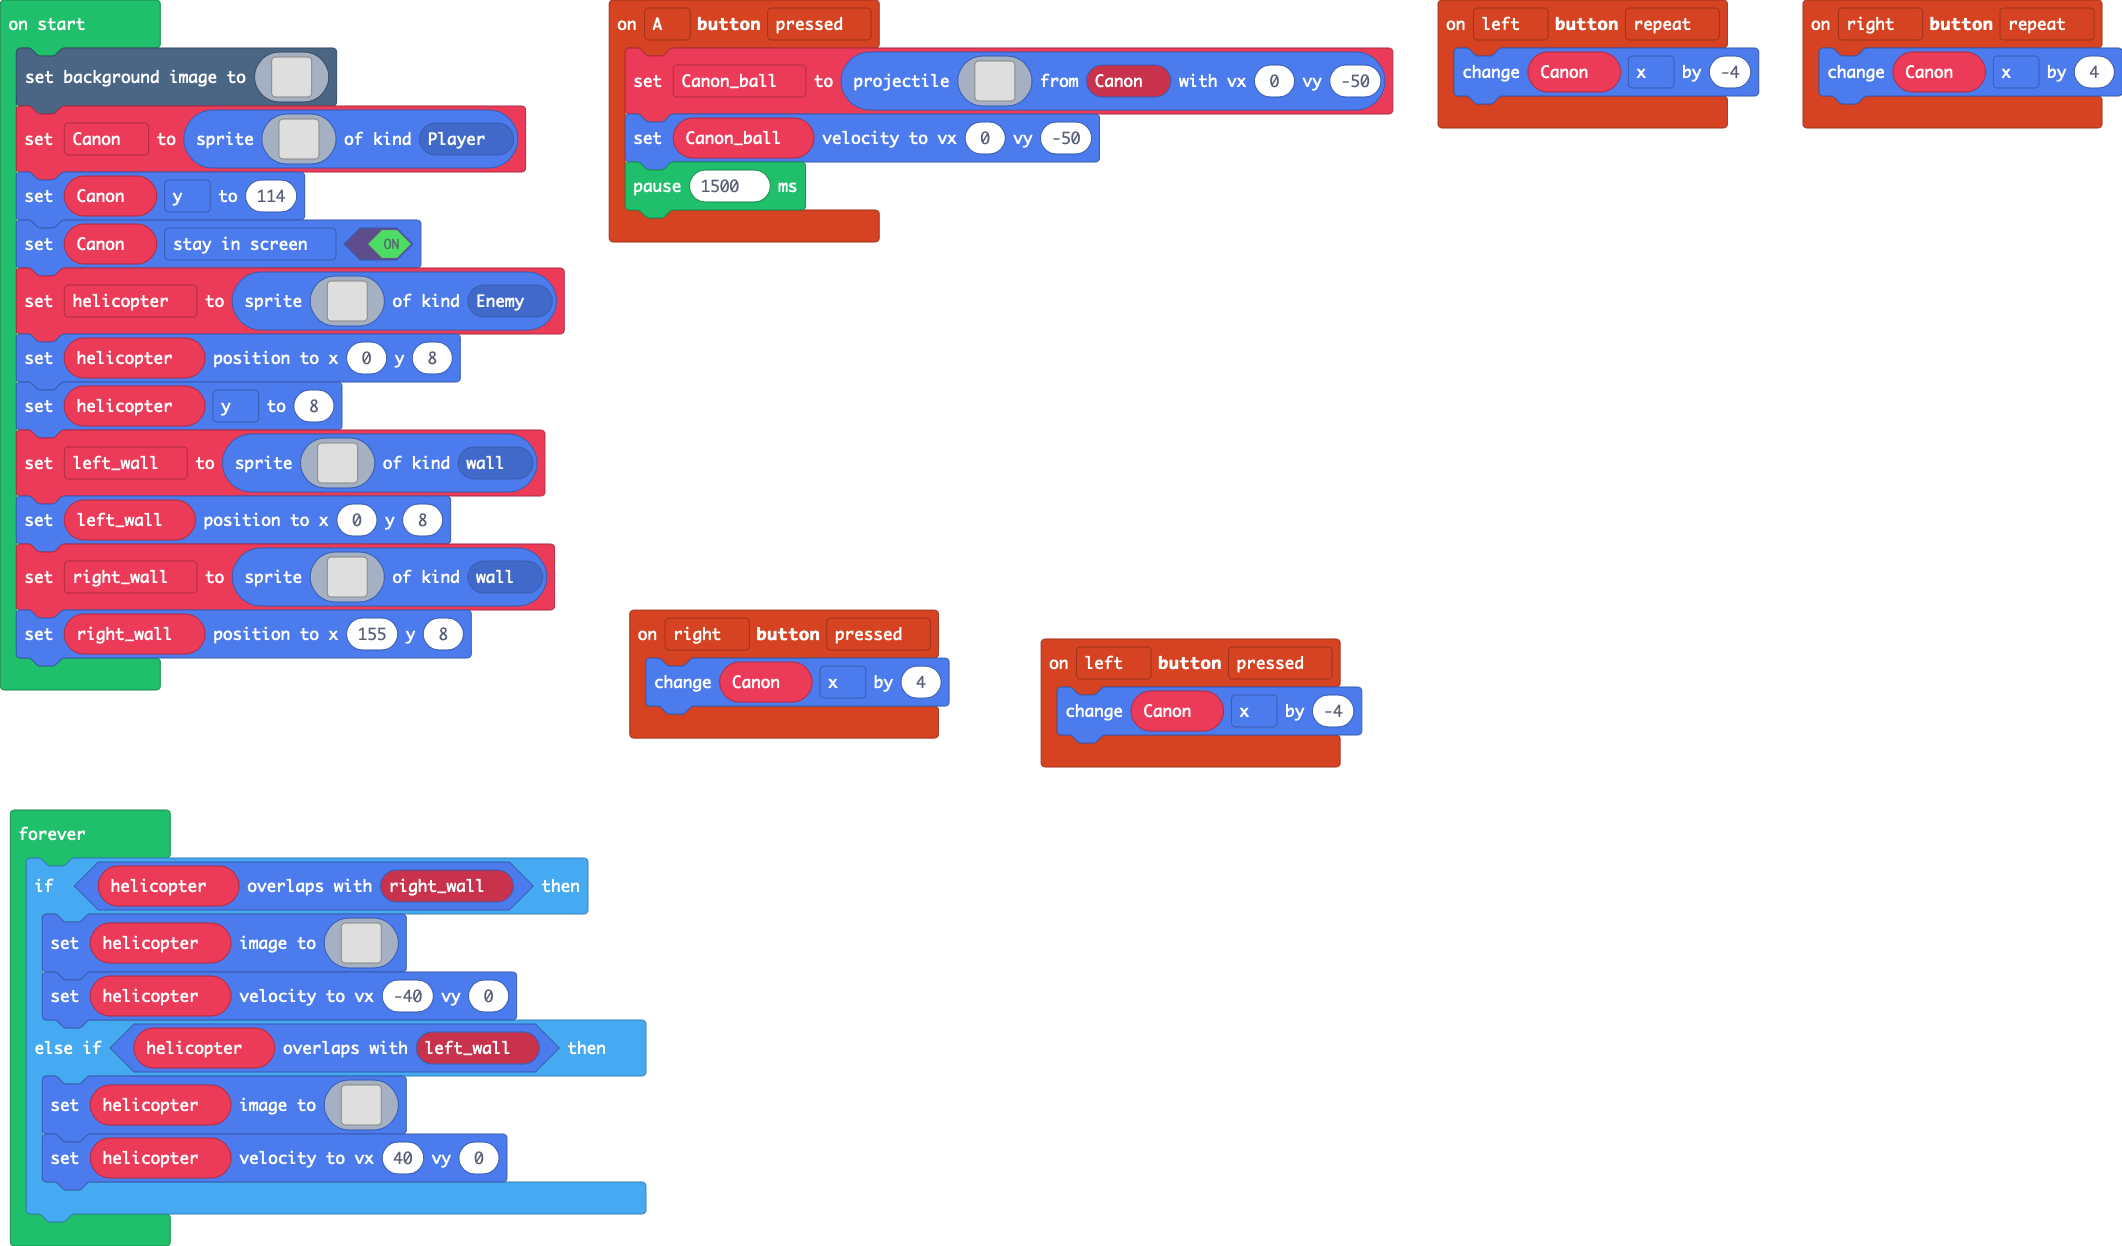 on start
set background image to
set Canon to sprite of kind Player
set Canon y to 114
set Canon stay in screen ON
set helicopter to sprite of kind Enemy
set helicopter position to x 0 y 8
set helicopter y to 8
set left_wall to sprite of kind wall
set left_wall position to x 0 y 8
set right_wall to sprite of kind wall
set right_wall position to x 155 y 8
on A button pressed
set Canon_ball to projectile from Canon with vx 0 vy -50
set Canon_ball velocity to vx 0 vy -50
pause 1500 ms
on left button repeat
change Canon x by -4
on right button repeat
change Canon x by 4
on right button pressed
change Canon x by 4
on left button pressed
change Canon x by -4
forever
if helicopter overlaps with right_wall then
set helicopter image to
set helicopter velocity to vx -40 vy 0
else if helicopter overlaps with left_wall then
set helicopter image to
set helicopter velocity to vx 40 vy 0